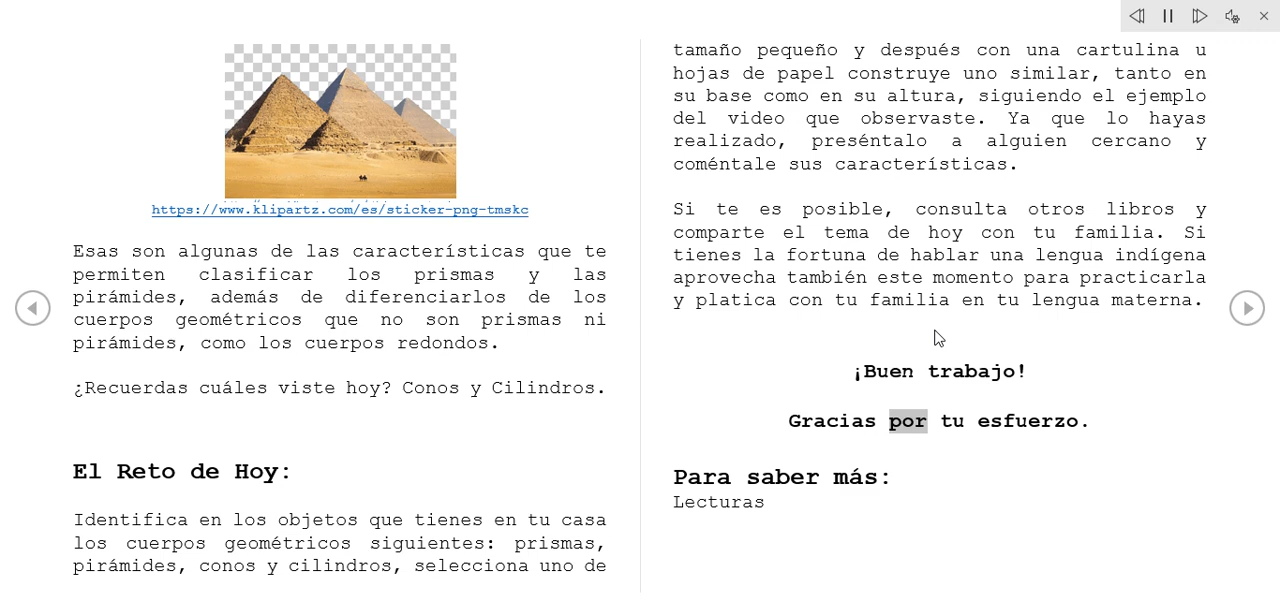 https://www.klipartz.com/es/sticker-png-tmskc
Esas son algunas de las características que te
permiten clasificar los prismas y las
pirámides, además de diferenciarlos de los
cuerpos geométricos que no son prismas ni
pirámides, como los cuerpos redondos.
¿Recuerdas cuáles viste hoy? Conos y Cilindros.
El Reto de Hoy:
Identifica en los objetos que tienes en tu casa
los cuerpos geométricos siguientes: prismas,
pirámides, conos y cilindros, selecciona uno de
tamaño pequeño y después con una cartulina u
hojas de papel construye uno similar, tanto en
su base como en su altura, siguiendo el ejemplo
del video que observaste. Ya que lo hayas
realizado, preséntalo a alguien cercano y
coméntale sus características.
Si te es posible, consulta otros libros y
comparte el tema de hoy con tu familia. Si
tienes la fortuna de hablar una lengua indígena
aprovecha también este momento para practicarla
y platica con tu familia en tu lengua materna.
¡Buen trabajo!
Gracias por tu esfuerzo.
Para saber más:
Lecturas